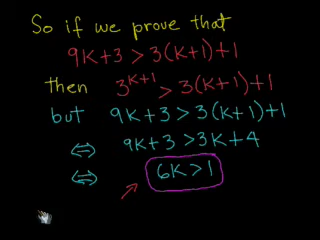 So if we prove that
9K+3 > 3(K+1)+1
then 3^{K+1} > 3(K+1)+1
but 9K+3 > 3(K+1)+1
⇔ 9K+3 > 3K+4
⇔ 6K > 1